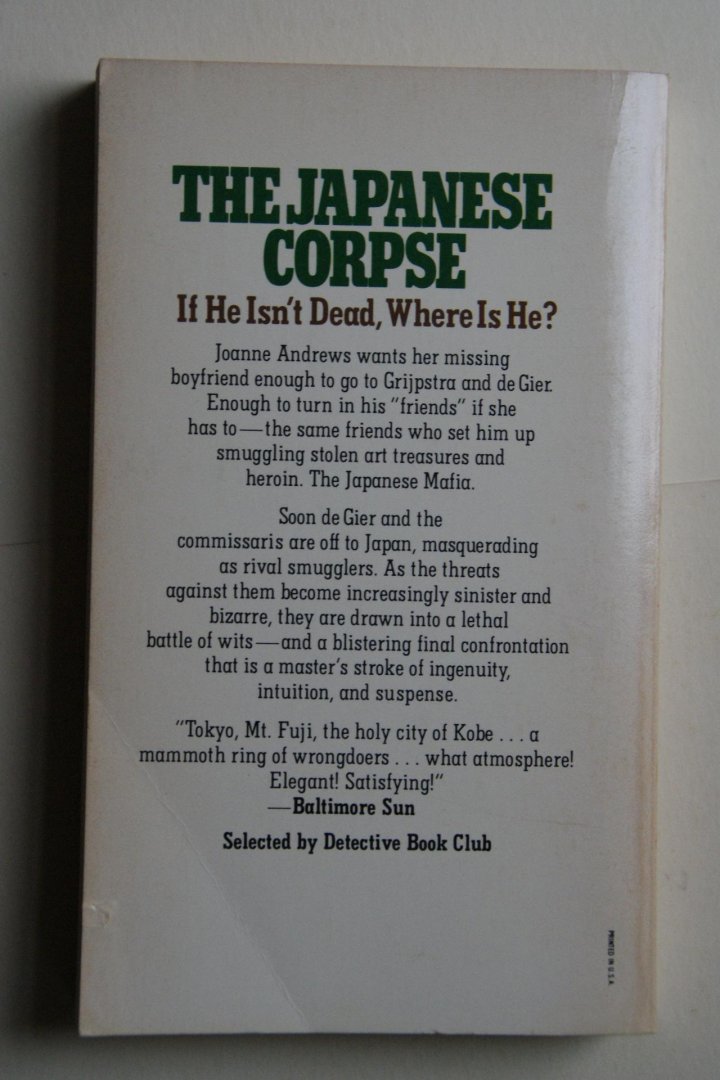 THE JAPANESE
CORPSE
If He Isn't Dead, Where Is He?
Joanne Andrews wants her missing
boyfriend enough to go to Grijpstra and de Gier.
Enough to turn in his "friends" if she
has to—the same friends who set him up
smuggling stolen art treasures and
heroin. The Japanese Mafia.
Soon de Gier and the
commissaris are off to Japan, masquerading
as rival smugglers. As the threats
against them become increasingly sinister and
bizarre, they are drawn into a lethal
battle of wits—and a blistering final confrontation
that is a master's stroke of ingenuity,
intuition, and suspense.
"Tokyo, Mt. Fuji, the holy city of Kobe . . . a
mammoth ring of wrongdoers . . . what atmosphere!
Elegant! Satisfying!"
—Baltimore Sun
Selected by Detective Book Club
PRINTED IN U.S.A.